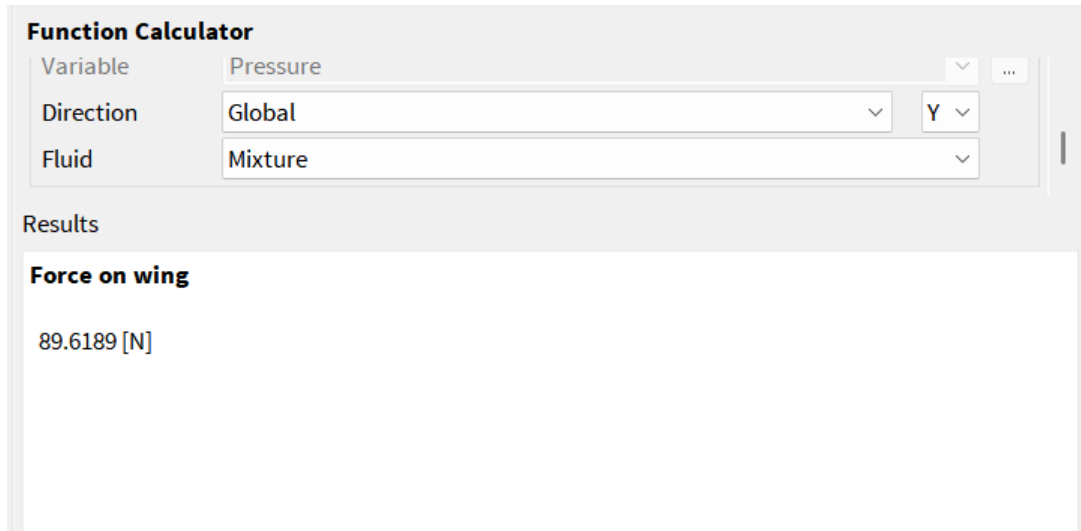 Function Calculator
Variable Pressure ...
Direction Global Y
Fluid Mixture
Results
Force on wing
89.6189 [N]